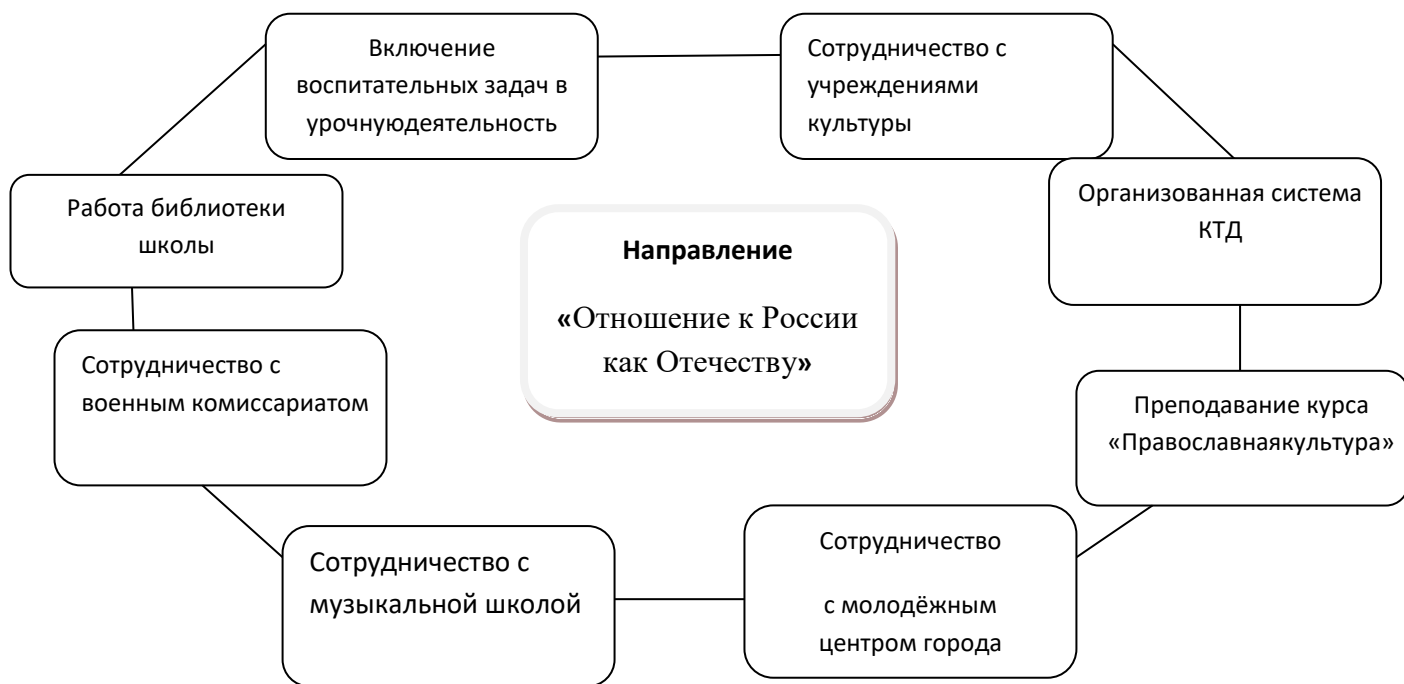 Включение
воспитательных задач в
урочнуюдеятельность
Сотрудничество с
учреждениями
культуры
Работа библиотеки
школы
Организованная система
КТД
Направление
«Отношение к России
как Отечеству»
Сотрудничество с
военным комиссариатом
Преподавание курса
«Православнаякультура»
Сотрудничество с
музыкальной школой
Сотрудничество
с молодёжным
центром города